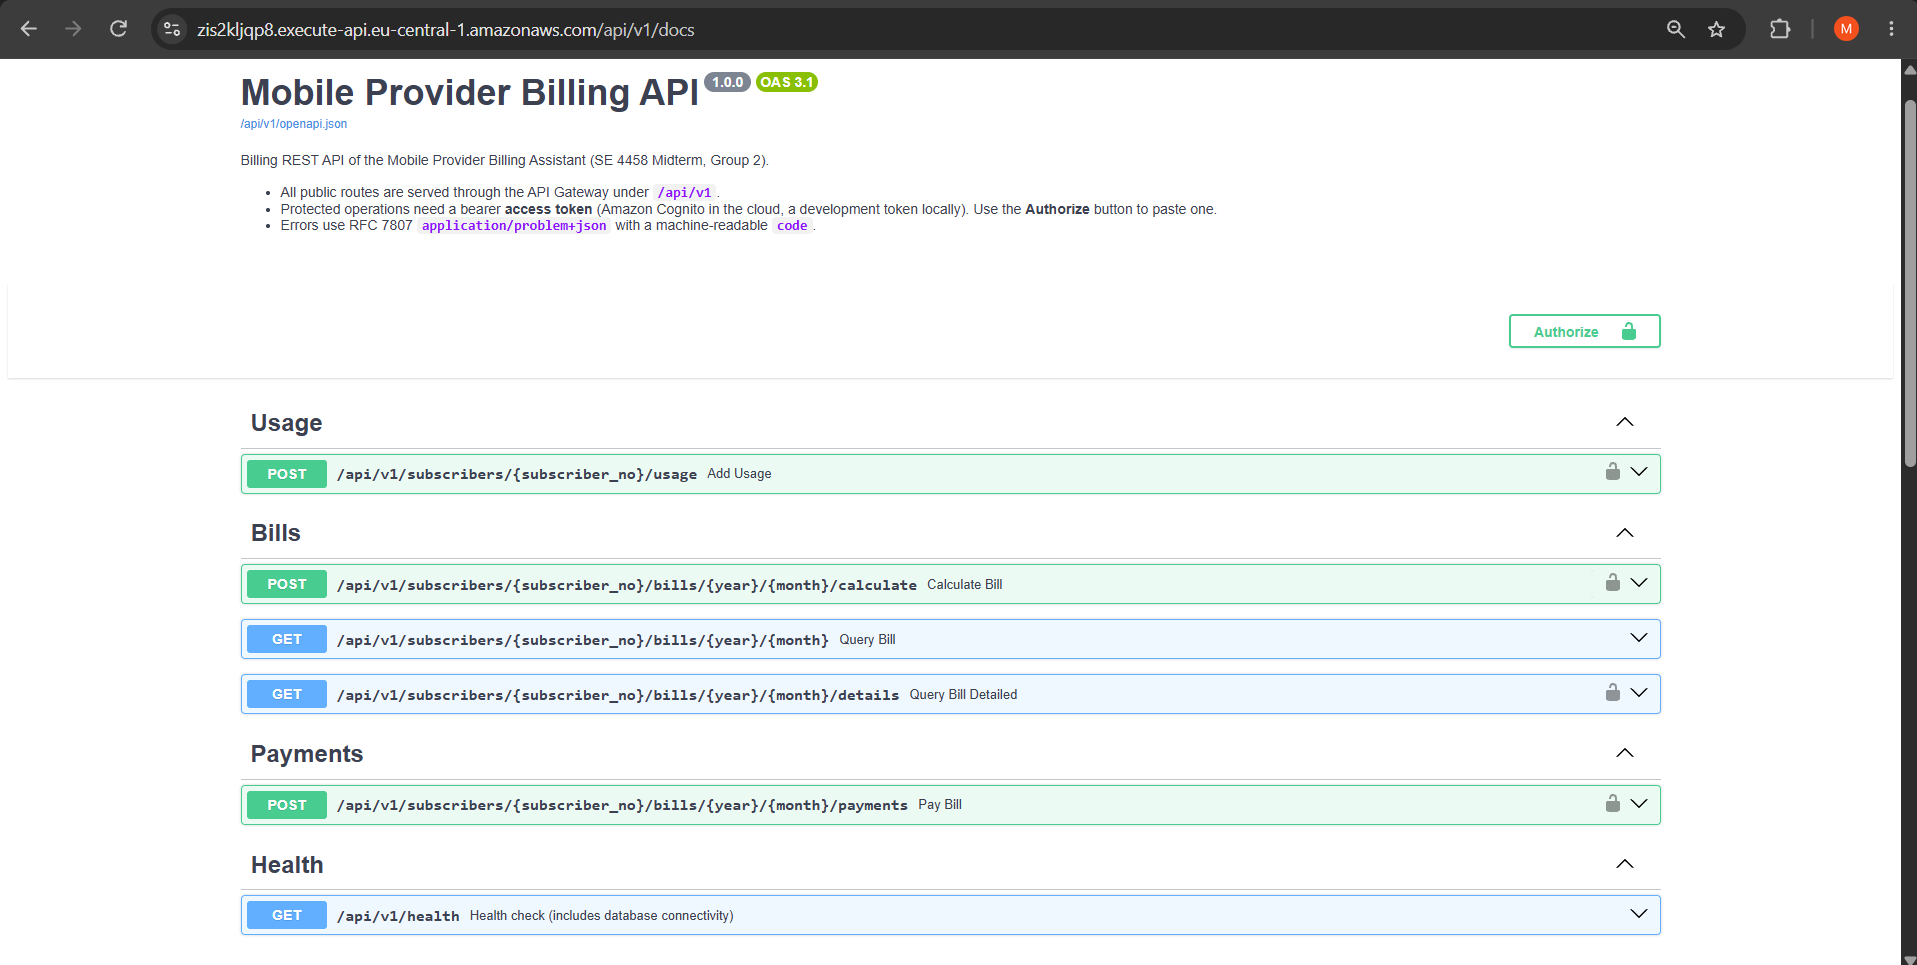 zis2kljqp8.execute-api.eu-central-1.amazonaws.com/api/v1/docs
M
Mobile Provider Billing API 1.0.0 OAS 3.1
/api/v1/openapi.json
Billing REST API of the Mobile Provider Billing Assistant (SE 4458 Midterm, Group 2).
All public routes are served through the API Gateway under /api/v1.
Protected operations need a bearer access token (Amazon Cognito in the cloud, a development token locally). Use the Authorize button to paste one.
Errors use RFC 7807 application/problem+json with a machine-readable code.
Authorize
Usage
POST /api/v1/subscribers/{subscriber_no}/usage Add Usage
Bills
POST /api/v1/subscribers/{subscriber_no}/bills/{year}/{month}/calculate Calculate Bill
GET /api/v1/subscribers/{subscriber_no}/bills/{year}/{month} Query Bill
GET /api/v1/subscribers/{subscriber_no}/bills/{year}/{month}/details Query Bill Detailed
Payments
POST /api/v1/subscribers/{subscriber_no}/bills/{year}/{month}/payments Pay Bill
Health
GET /api/v1/health Health check (includes database connectivity)